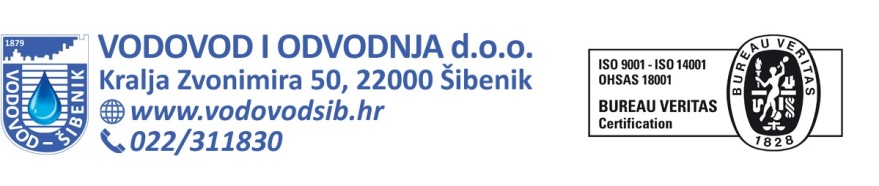 1879
VODOVOD – ŠIBENIK
VODOVOD I ODVODNJA d.o.o.
Kralja Zvonimira 50, 22000 Šibenik
www.vodovodsib.hr
022/311830
ISO 9001 - ISO 14001
OHSAS 18001
BUREAU VERITAS
Certification
BUREAU VERITAS
1828